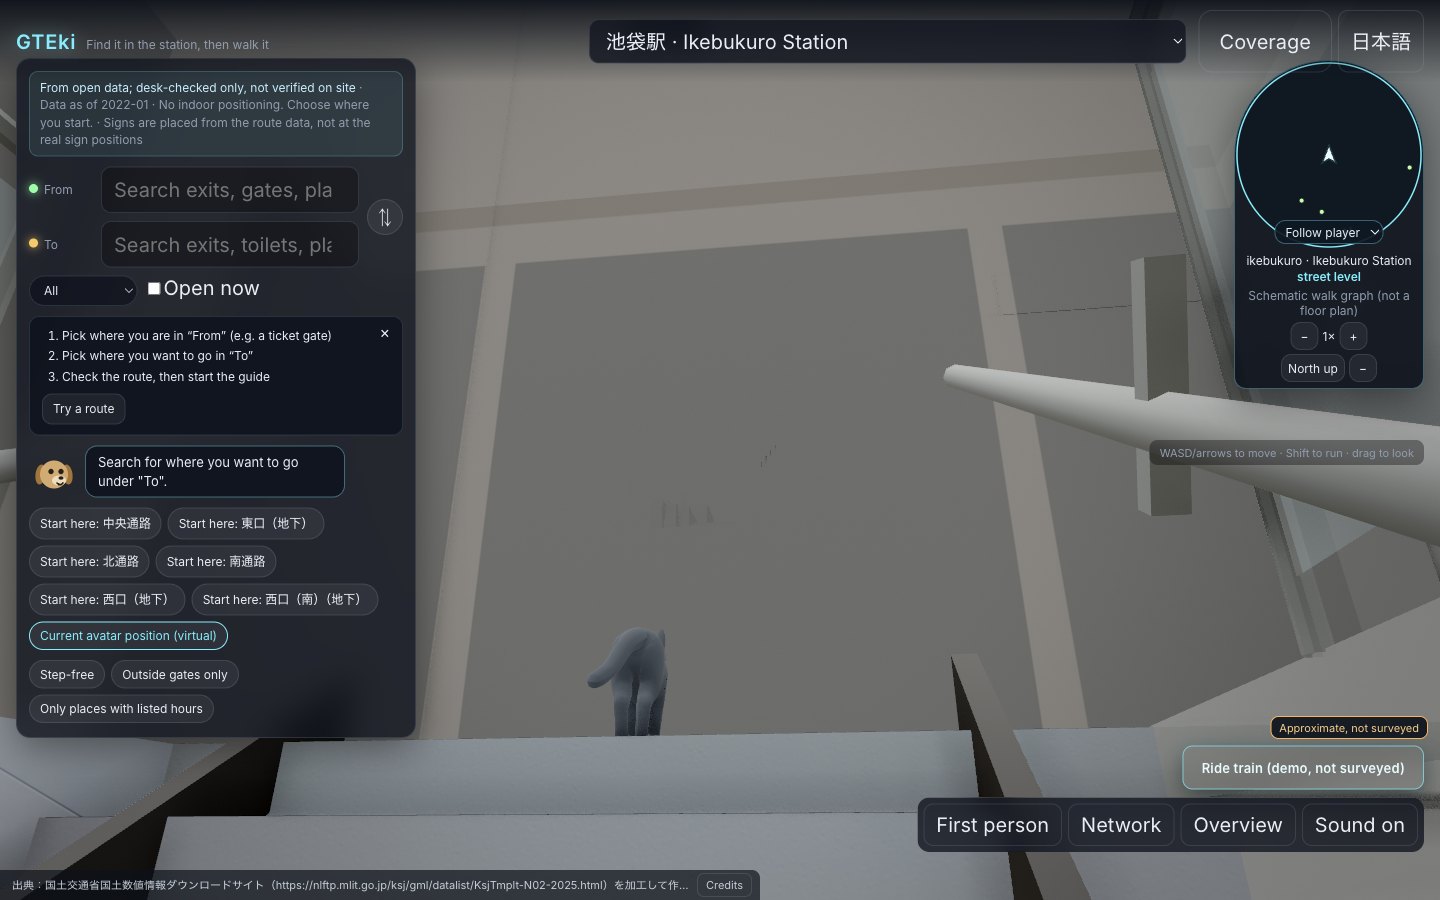 GTEki Find it in the station, then walk it
池袋駅 · Ikebukuro Station
Coverage
日本語
From open data; desk-checked only, not verified on site ·
Data as of 2022-01 · No indoor positioning. Choose where
you start. · Signs are placed from the route data, not at the
real sign positions
From
Search exits, gates, pla
To
Search exits, toilets, pla
All
Open now
1. Pick where you are in “From” (e.g. a ticket gate)
2. Pick where you want to go in “To”
3. Check the route, then start the guide
Try a route
Search for where you want to go
under "To".
Start here: 中央通路
Start here: 東口（地下）
Start here: 北通路
Start here: 南通路
Start here: 西口（地下）
Start here: 西口（南）（地下）
Current avatar position (virtual)
Step-free
Outside gates only
Only places with listed hours
Follow player
ikebukuro · Ikebukuro Station
street level
Schematic walk graph (not a
floor plan)
− 1× +
North up −
WASD/arrows to move · Shift to run · drag to look
Approximate, not surveyed
Ride train (demo, not surveyed)
First person
Network
Overview
Sound on
出典：国土交通省国土数値情報ダウンロードサイト（https://nlftp.mlit.go.jp/ksj/gml/datalist/KsjTmplt-N02-2025.html）を加工して作...
Credits